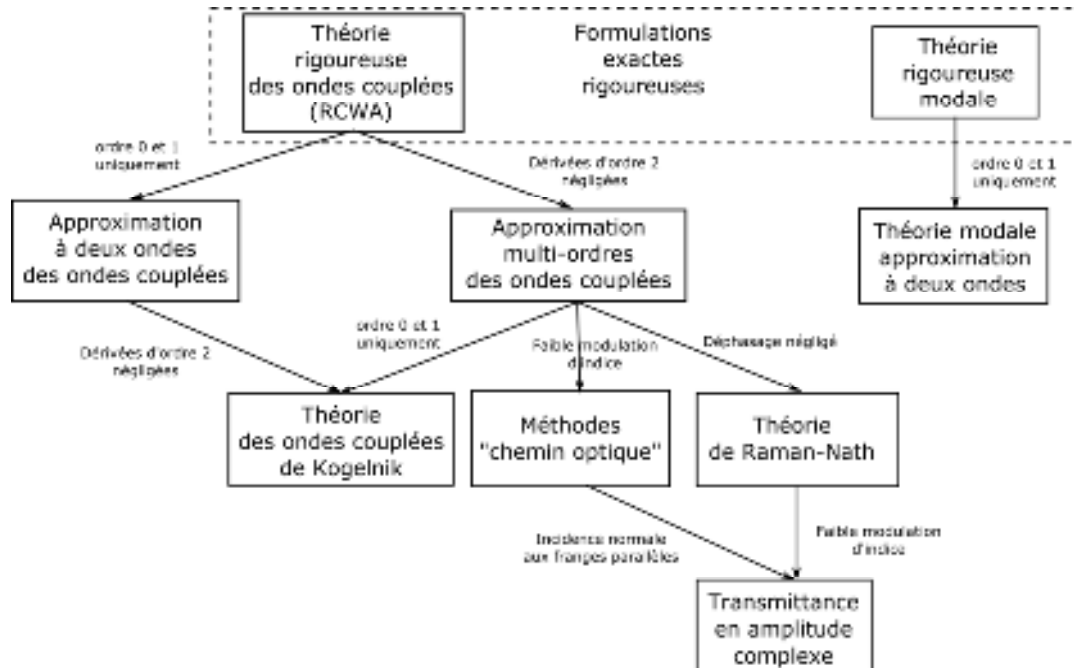 Théorie
rigoureuse
des ondes couplées
(RCWA)
Formulations
exactes
rigoureuses
Théorie
rigoureuse
modale
ordre 0 et 1
uniquement
Dérivées d'ordre 2
négligées
ordre 0 et 1
uniquement
Approximation
à deux ondes
des ondes couplées
Approximation
multi-ordres
des ondes couplées
Théorie modale
approximation
à deux ondes
Dérivées d'ordre 2
négligées
ordre 0 et 1
uniquement
Faible modulation
d'indice
Déphasage négligé
Théorie
des ondes couplées
de Kogelnik
Méthodes
"chemin optique"
Théorie
de Raman-Nath
Incidence normale
aux franges parallèles
Faible modulation
d'indice
Transmittance
en amplitude
complexe